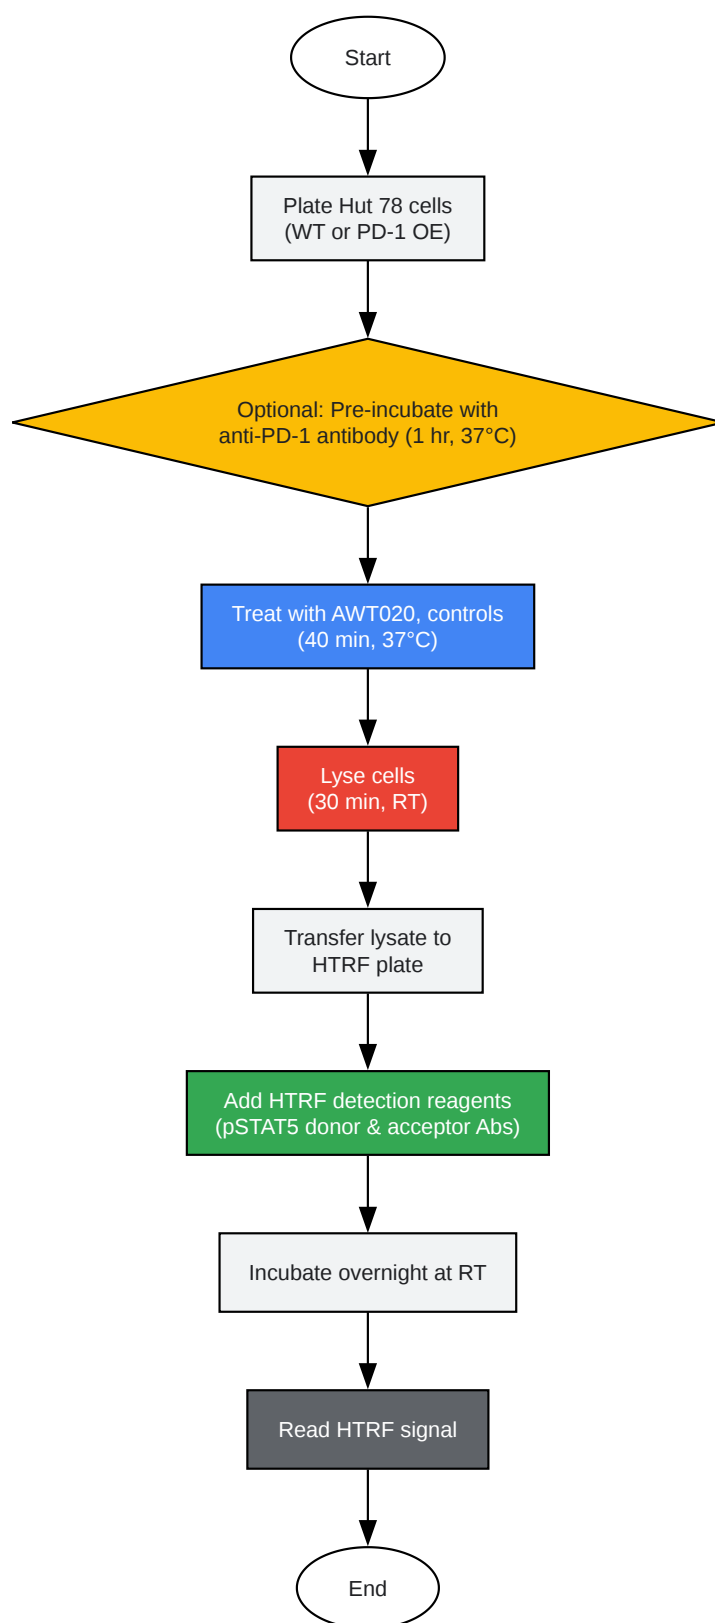 Start
Plate Hut 78 cells
(WT or PD-1 OE)
Optional: Pre-incubate with
anti-PD-1 antibody (1 hr, 37°C)
Treat with AWT020, controls
(40 min, 37°C)
Lyse cells
(30 min, RT)
Transfer lysate to
HTRF plate
Add HTRF detection reagents
(pSTAT5 donor & acceptor Abs)
Incubate overnight at RT
Read HTRF signal
End